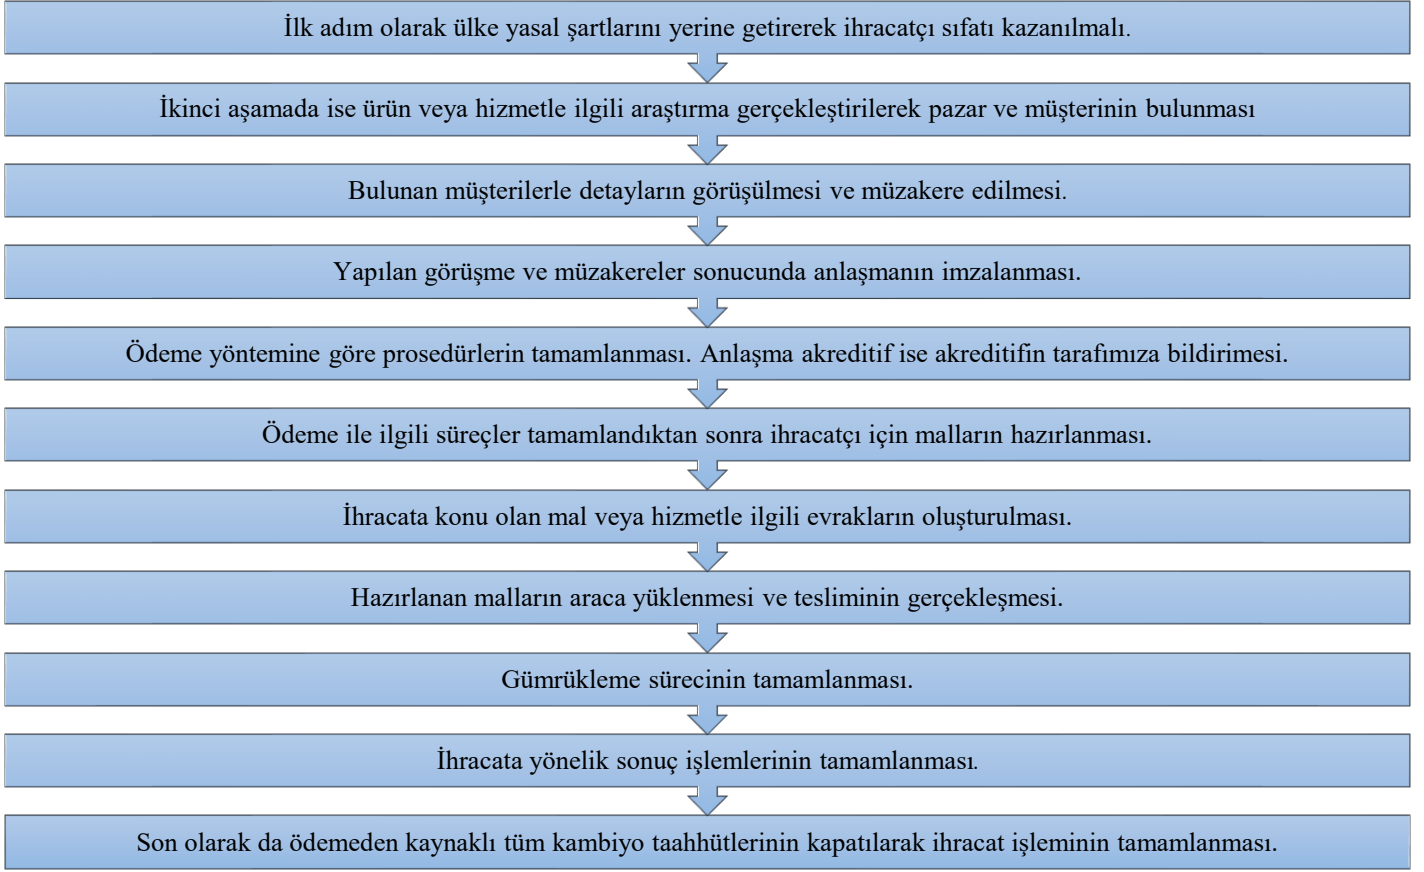 İlk adım olarak ülke yasal şartlarını yerine getirerek ihracatçı sıfatı kazanılmalı.
İkinci aşamada ise ürün veya hizmetle ilgili araştırma gerçekleştirilerek pazar ve müşterinin bulunması
Bulunan müşterilerle detayların görüşülmesi ve müzakere edilmesi.
Yapılan görüşme ve müzakereler sonucunda anlaşmanın imzalanması.
Ödeme yöntemine göre prosedürlerin tamamlanması. Anlaşma akreditif ise akreditifin tarafımıza bildirimesi.
Ödeme ile ilgili süreçler tamamlandıktan sonra ihracatçı için malların hazırlanması.
İhracata konu olan mal veya hizmetle ilgili evrakların oluşturulması.
Hazırlanan malların araca yüklenmesi ve tesliminin gerçekleşmesi.
Gümrükleme sürecinin tamamlanması.
İhracata yönelik sonuç işlemlerinin tamamlanması.
Son olarak da ödemeden kaynaklı tüm kambiyo taahhütlerinin kapatılarak ihracat işleminin tamamlanması.